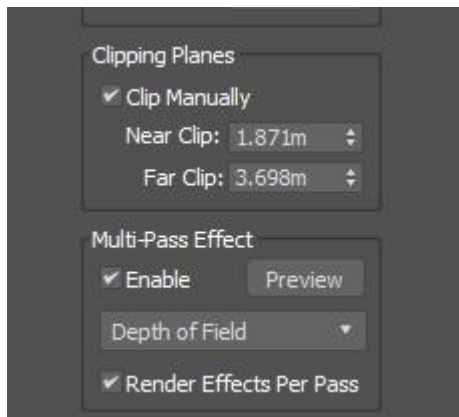 Clipping Planes
Clip Manually
Near Clip: 1.871m
Far Clip: 3.698m
Multi-Pass Effect
Enable Preview
Depth of Field
Render Effects Per Pass